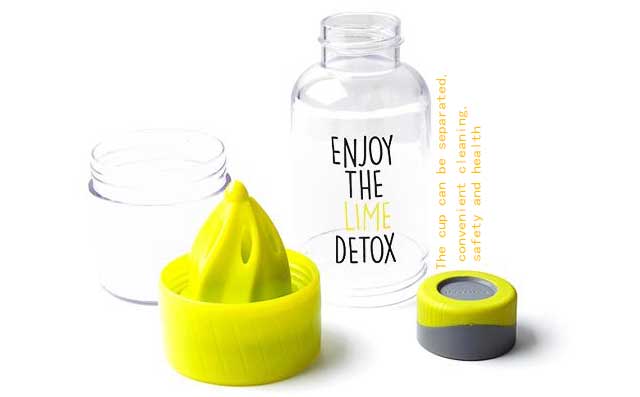 ENJOY
THE
LIME
DETOX
The cup can be separated,
convenient cleaning,
safety and health